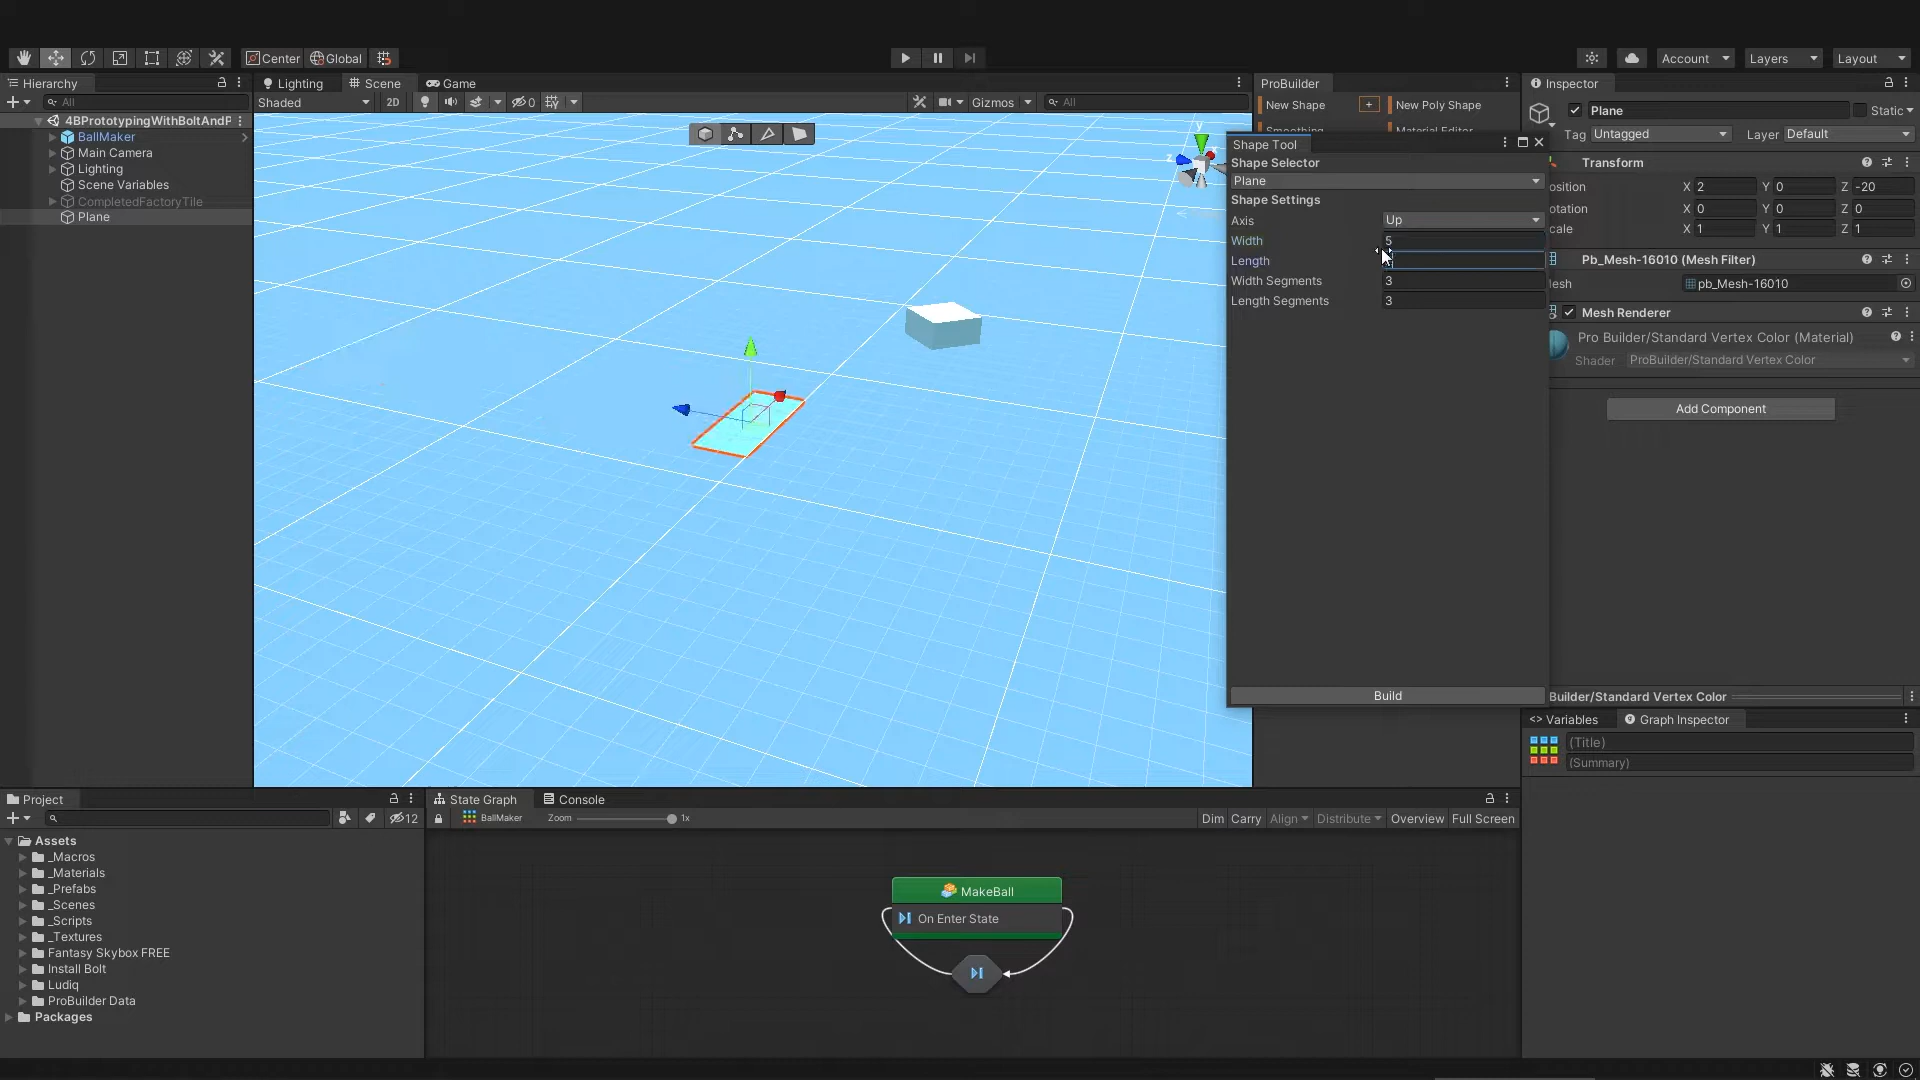 Center
Global
Account
Layers
Layout
Hierarchy
Lighting
Scene
Game
ProBuilder
Inspector
All
Shaded
2D
0
Gizmos
All
New Shape
+
New Poly Shape
Plane
Static
Smoothing
Material Editor
Tag
Untagged
Layer
Default
4BPrototypingWithBoltAndP
BallMaker
Main Camera
Lighting
Scene Variables
CompletedFactoryTile
Plane
y
z
Shape Tool
Shape Selector
Plane
Shape Settings
Axis
Up
Width
5
Length
Width Segments
3
Length Segments
3
Build
Transform
osition
X 2
Y 0
Z -20
otation
X 0
Y 0
Z 0
cale
X 1
Y 1
Z 1
Pb_Mesh-16010 (Mesh Filter)
esh
pb_Mesh-16010
Mesh Renderer
Pro Builder/Standard Vertex Color (Material)
Shader
ProBuilder/Standard Vertex Color
Add Component
Builder/Standard Vertex Color
<> Variables
Graph Inspector
(Title)
(Summary)
Project
12
Assets
_Macros
_Materials
_Prefabs
_Scenes
_Scripts
_Textures
Fantasy Skybox FREE
Install Bolt
Ludiq
ProBuilder Data
Packages
State Graph
Console
BallMaker
Zoom
1x
Dim
Carry
Align
Distribute
Overview
Full Screen
MakeBall
On Enter State